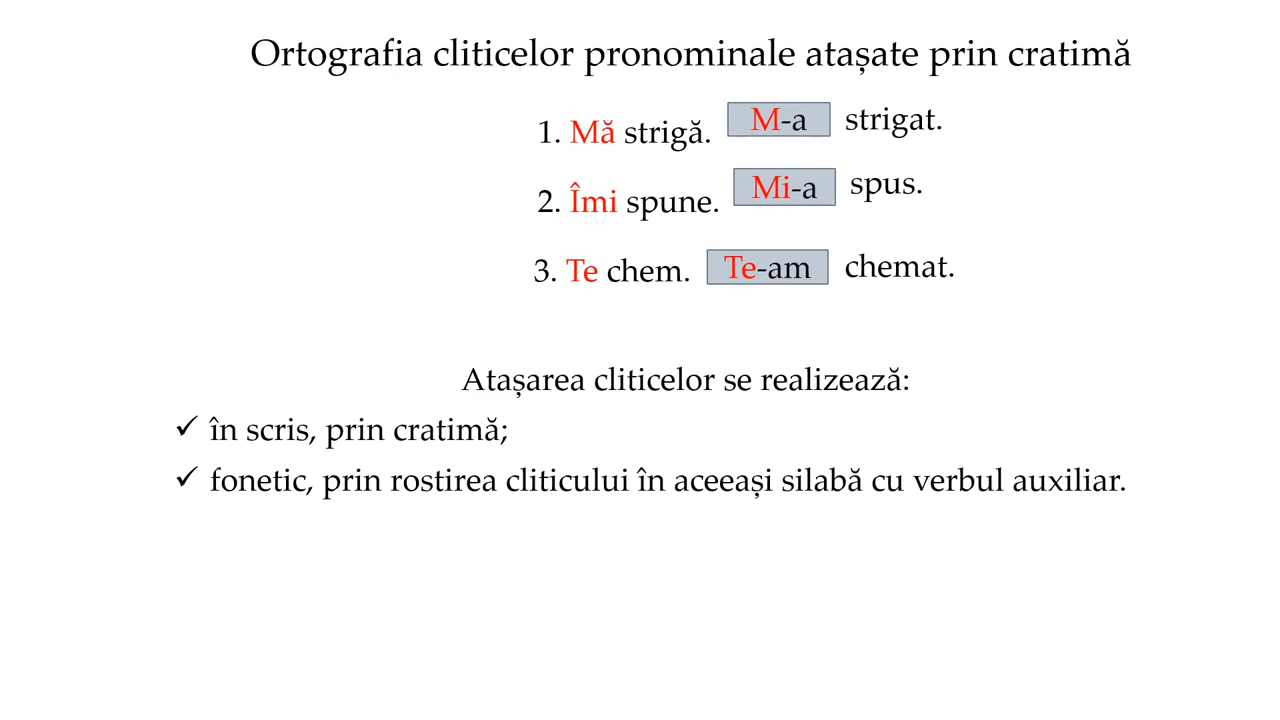 Ortografia cliticelor pronominale atașate prin cratimă
1. Mă strigă. M-a strigat.
2. Îmi spune. Mi-a spus.
3. Te chem. Te-am chemat.
Atașarea cliticelor se realizează:
✓ în scris, prin cratimă;
✓ fonetic, prin rostirea cliticului în aceeași silabă cu verbul auxiliar.